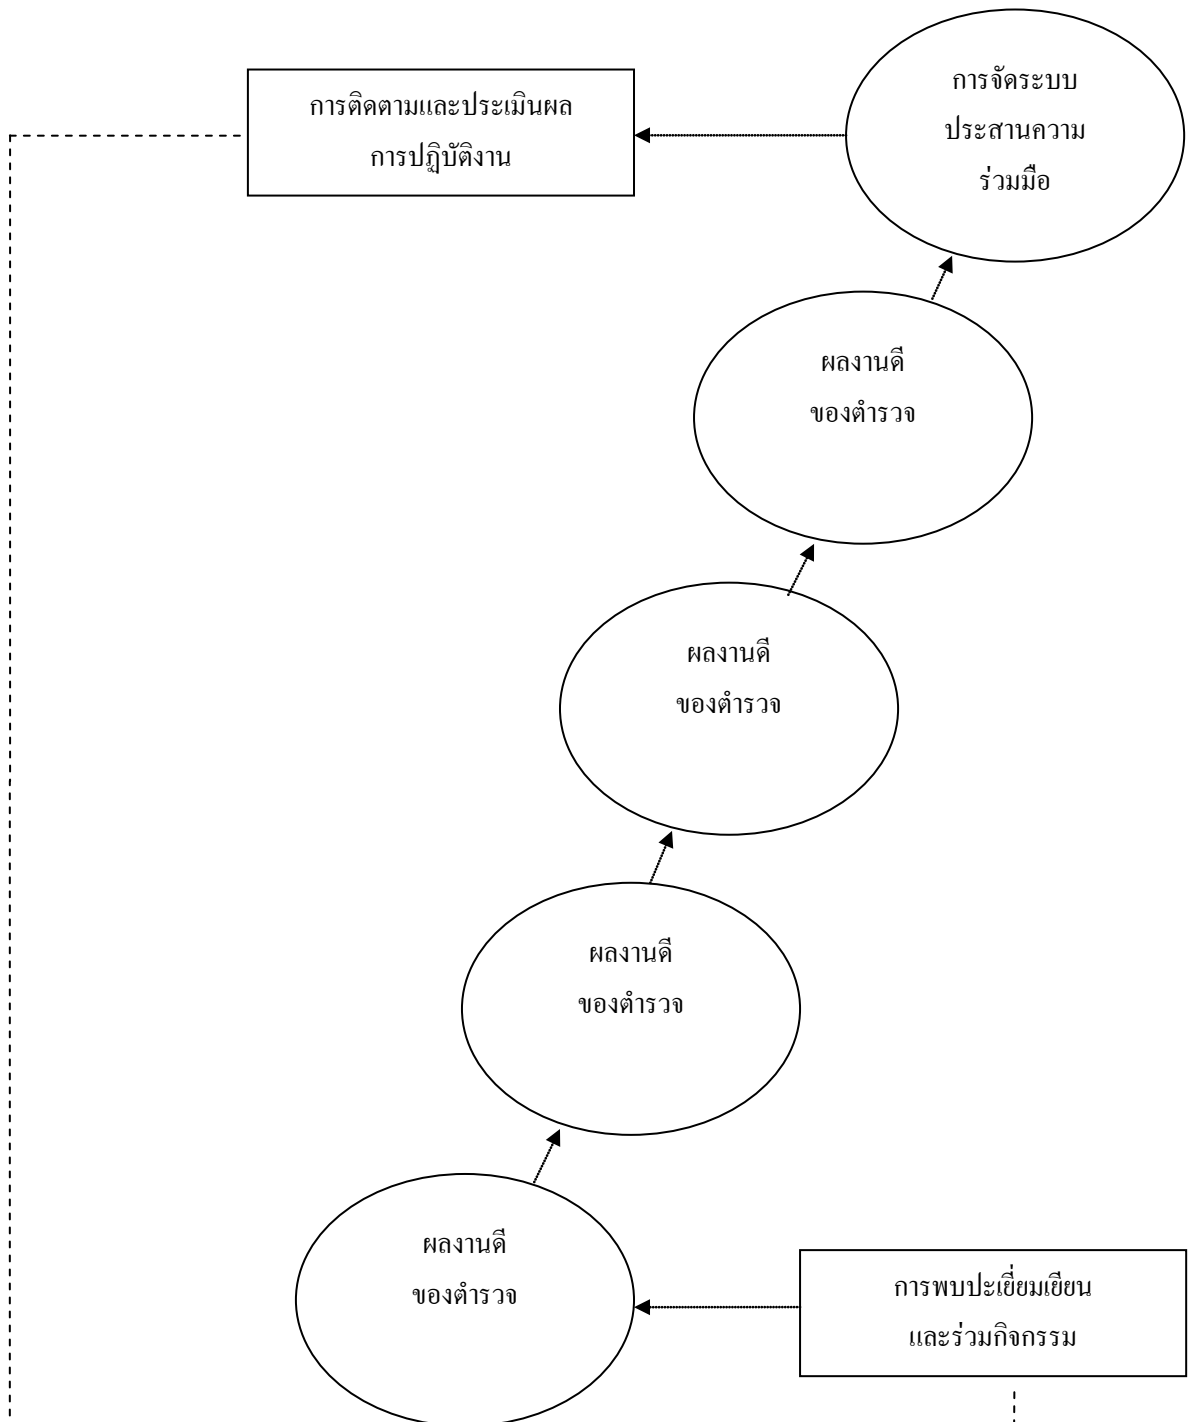 การจัดระบบ
ประสานความ
ร่วมมือ
การติดตามและประเมินผล
การปฏิบัติงาน
ผลงานดี
ของตำรวจ
ผลงานดี
ของตำรวจ
ผลงานดี
ของตำรวจ
ผลงานดี
ของตำรวจ
การพบปะเยี่ยมเยียน
และร่วมกิจกรรม